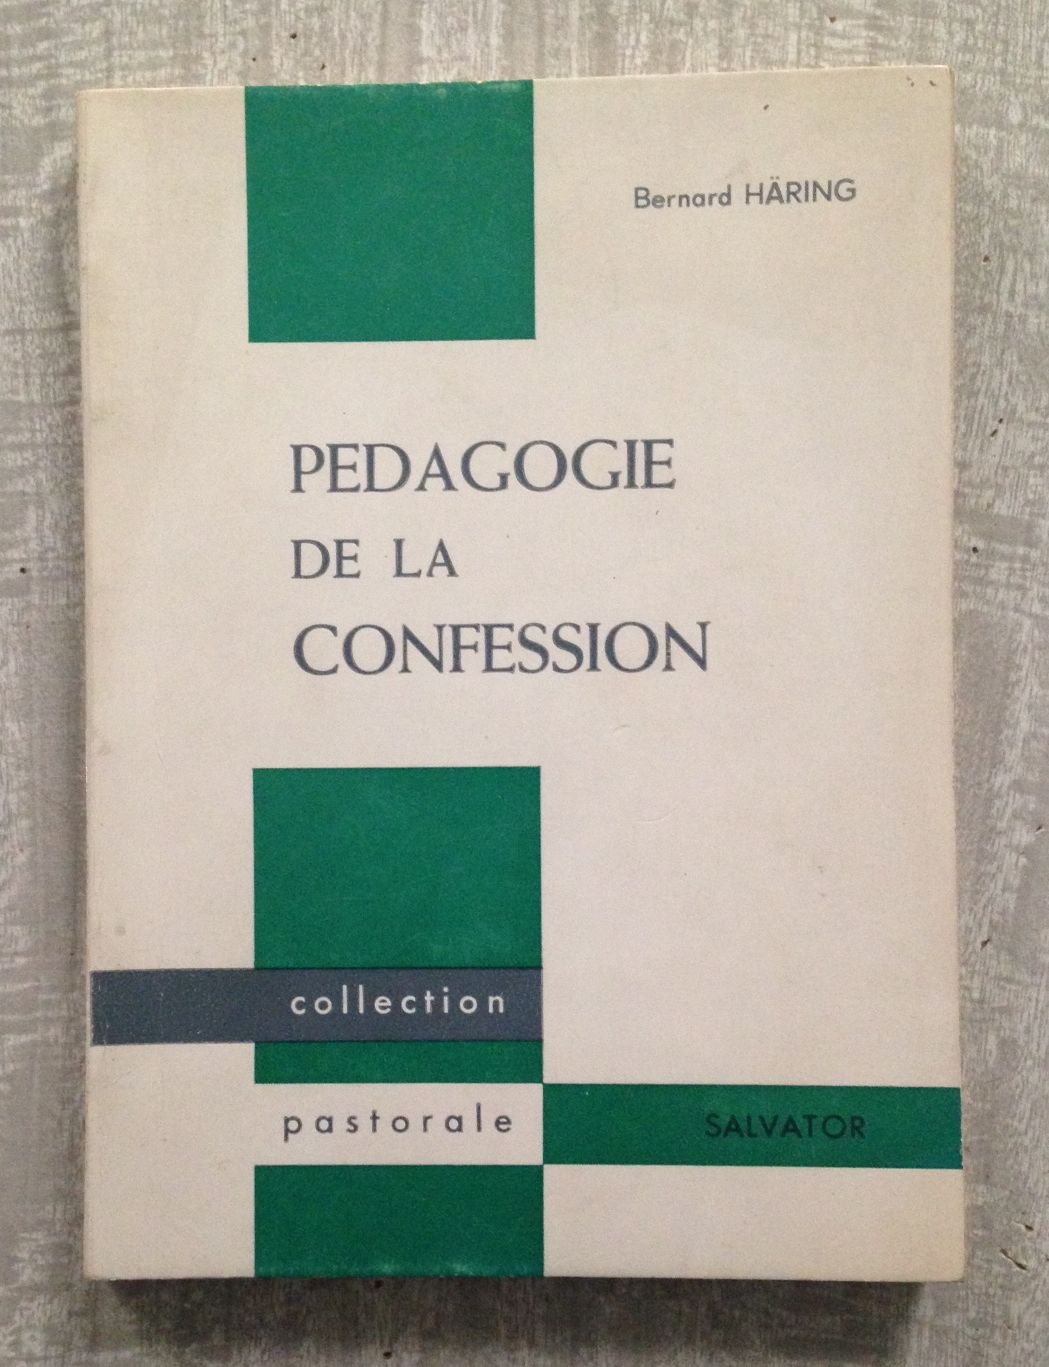 Bernard HÄRING
PEDAGOGIE
DE LA
CONFESSION
collection
pastorale
SALVATOR